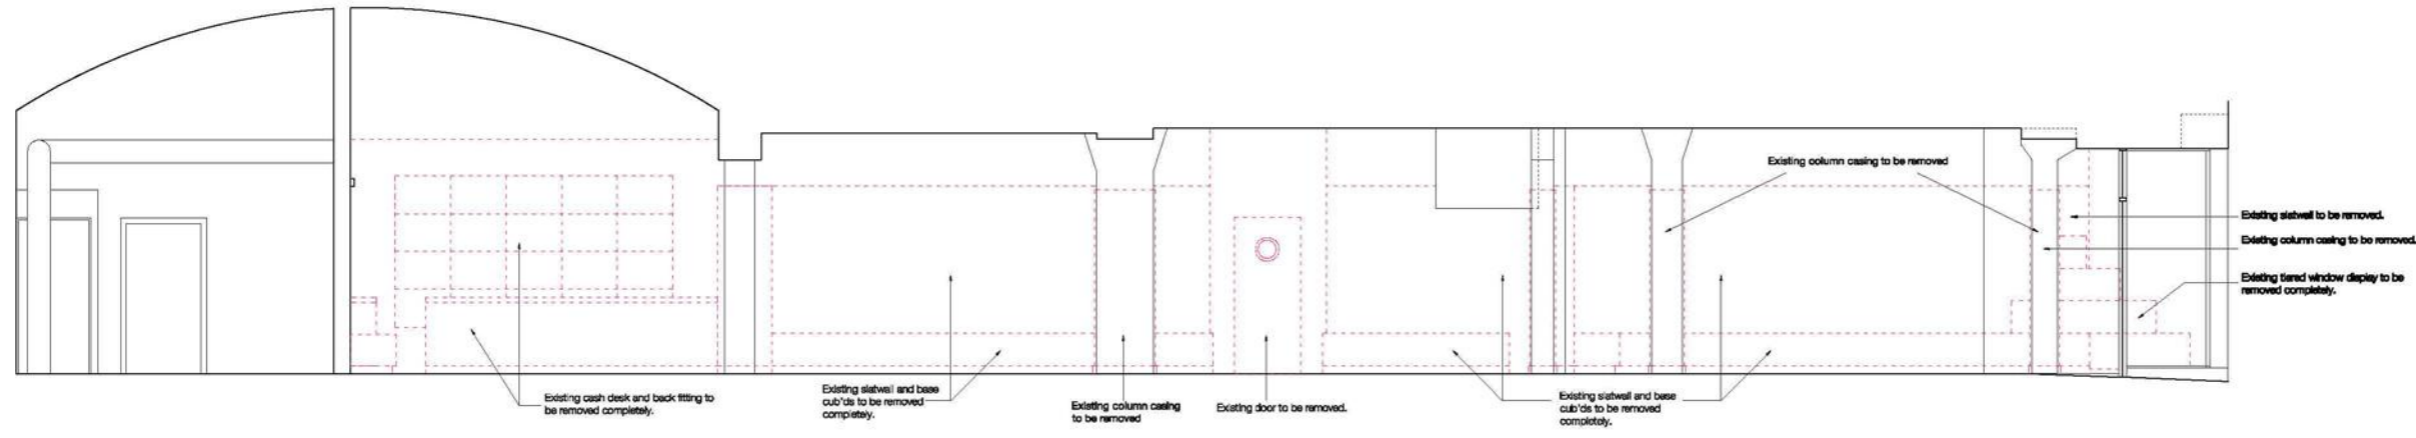 Existing column casing to be removed
Existing slatwall to be removed.
Existing column casing to be removed.
Existing tiered window display to be
removed completely.
Existing cash desk and back fitting to
be removed completely.
Existing slatwall and base
cub'ds to be removed
completely.
Existing column casing
to be removed
Existing door to be removed.
Existing slatwall and base
cub'ds to be removed
completely.